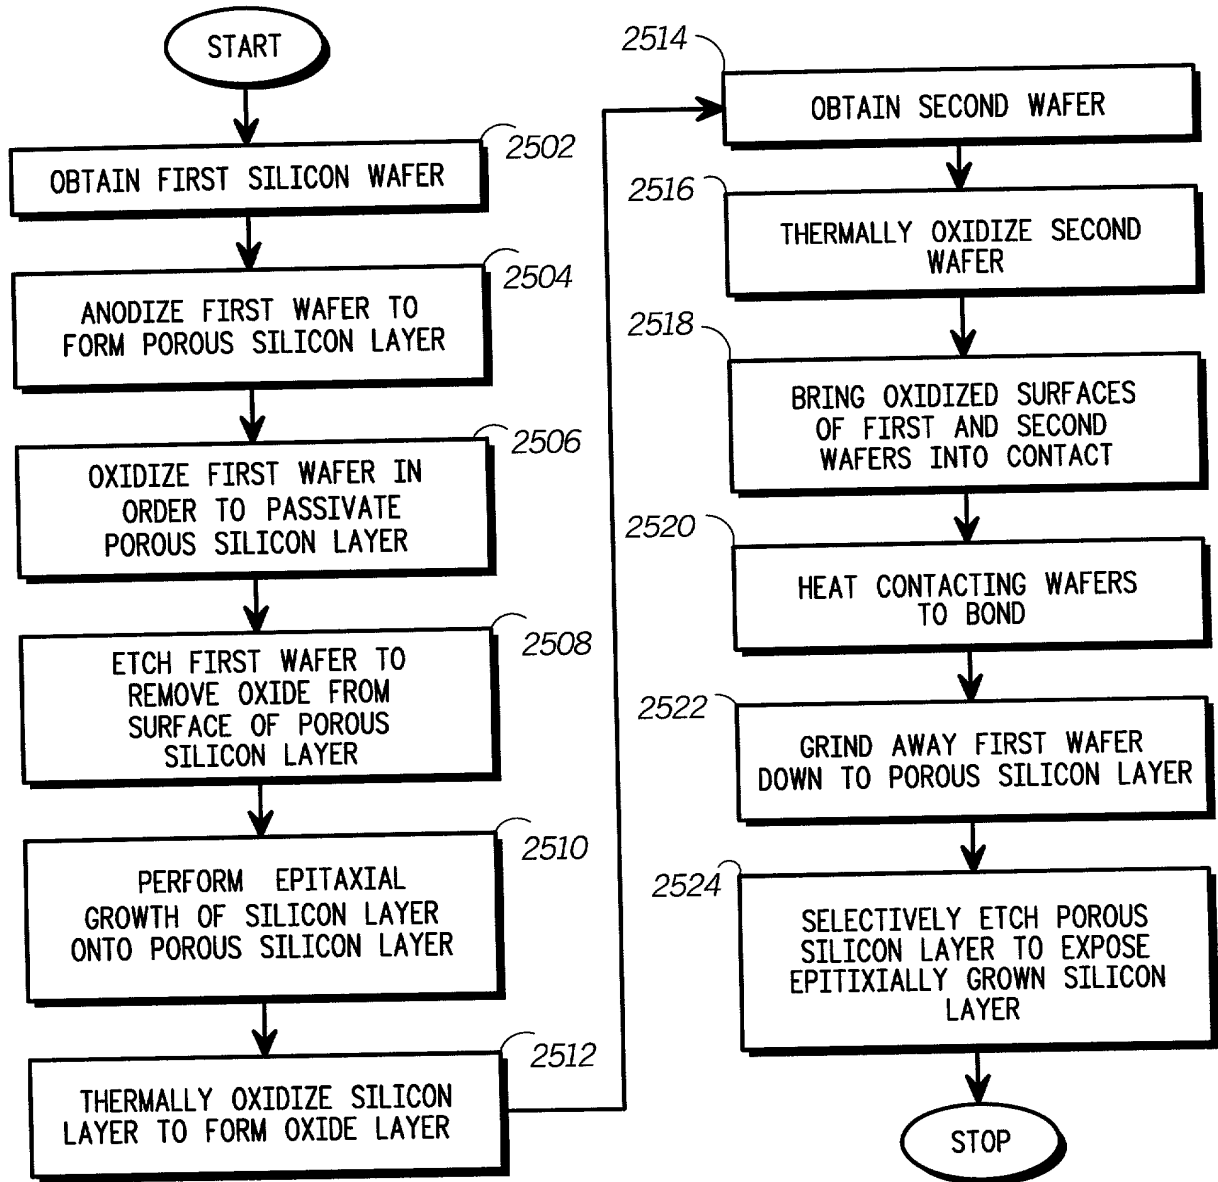 START
2502
OBTAIN FIRST SILICON WAFER
2504
ANODIZE FIRST WAFER TO
FORM POROUS SILICON LAYER
2506
OXIDIZE FIRST WAFER IN
ORDER TO PASSIVATE
POROUS SILICON LAYER
2508
ETCH FIRST WAFER TO
REMOVE OXIDE FROM
SURFACE OF POROUS
SILICON LAYER
2510
PERFORM EPITAXIAL
GROWTH OF SILICON LAYER
ONTO POROUS SILICON LAYER
2512
THERMALLY OXIDIZE SILICON
LAYER TO FORM OXIDE LAYER
2514
OBTAIN SECOND WAFER
2516
THERMALLY OXIDIZE SECOND
WAFER
2518
BRING OXIDIZED SURFACES
OF FIRST AND SECOND
WAFERS INTO CONTACT
2520
HEAT CONTACTING WAFERS
TO BOND
2522
GRIND AWAY FIRST WAFER
DOWN TO POROUS SILICON LAYER
2524
SELECTIVELY ETCH POROUS
SILICON LAYER TO EXPOSE
EPITIXIALLY GROWN SILICON
LAYER
STOP